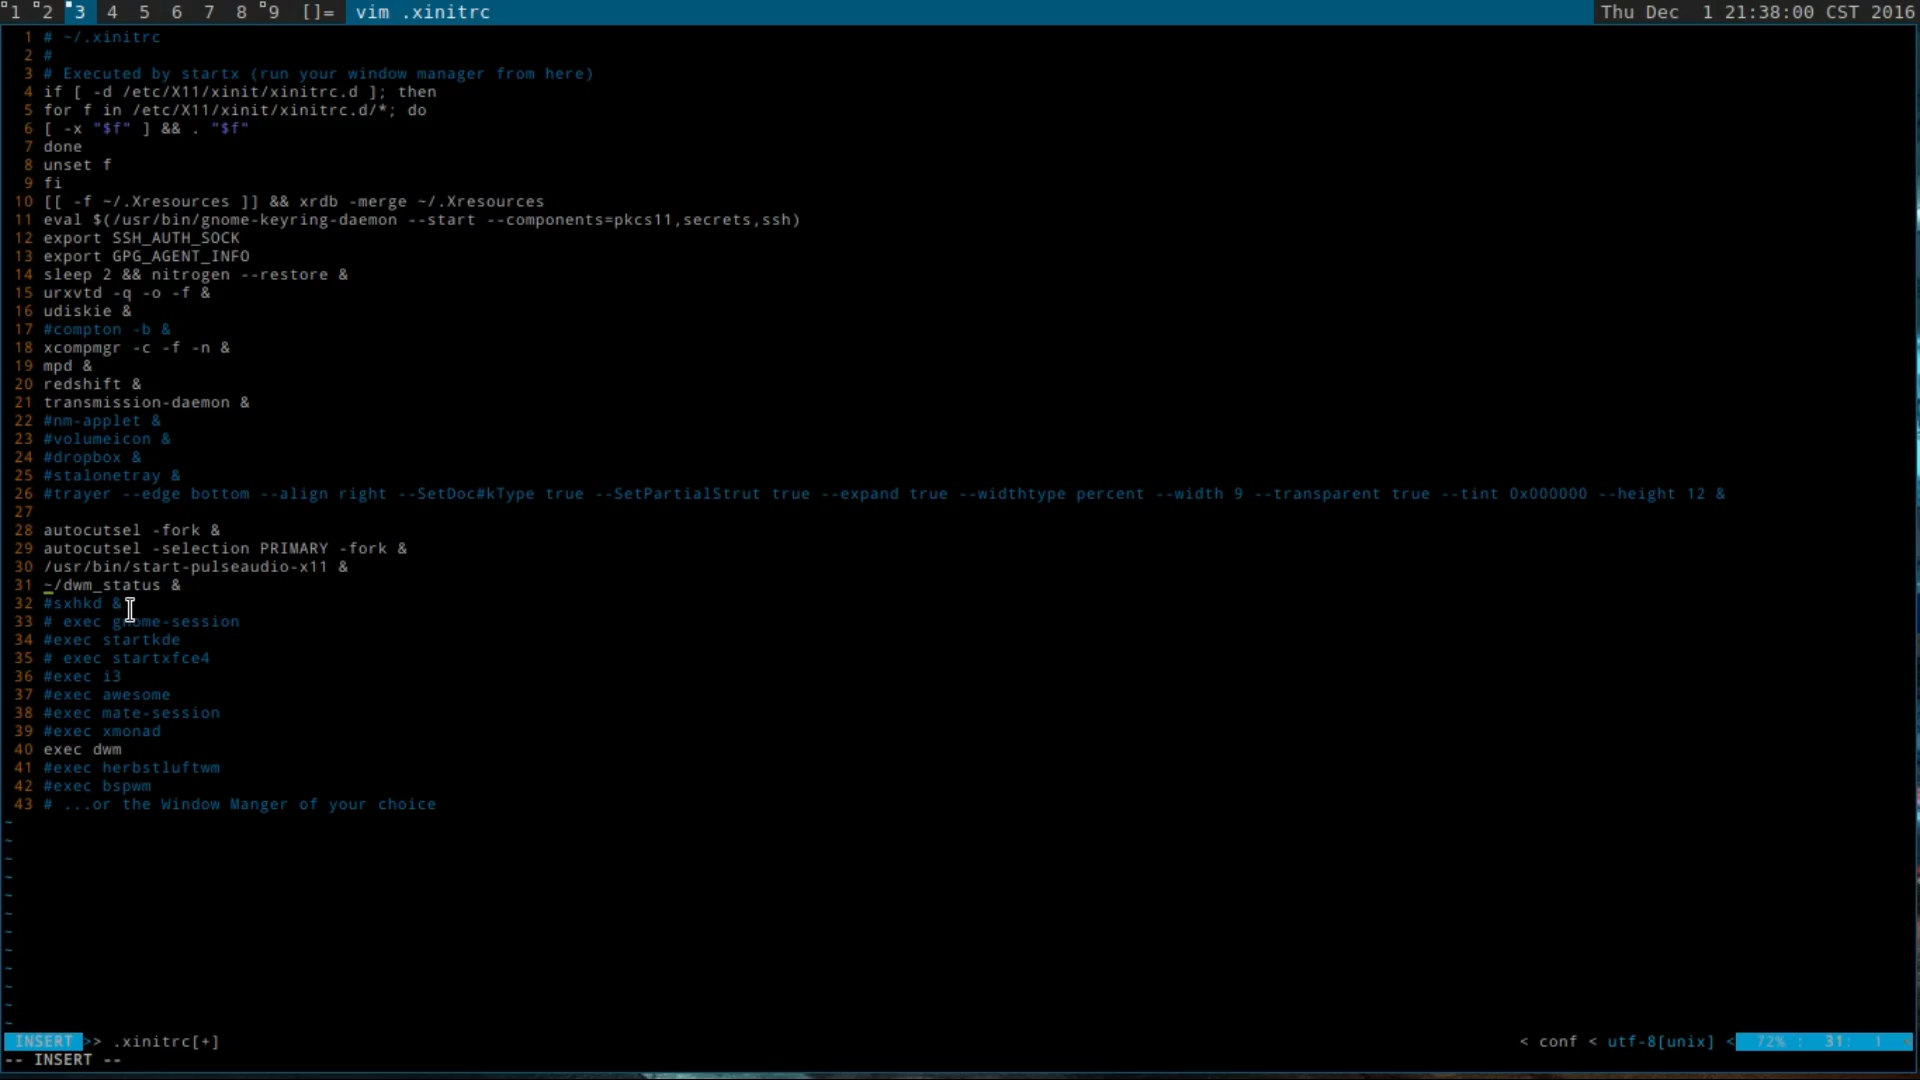 1 2 3 4 5 6 7 8 9 []= vim .xinitrc Thu Dec  1 21:38:00 CST 2016
1 # ~/.xinitrc
2 #
3 # Executed by startx (run your window manager from here)
4 if [ -d /etc/X11/xinit/xinitrc.d ]; then
5 for f in /etc/X11/xinit/xinitrc.d/*; do
6 [ -x "$f" ] && . "$f"
7 done
8 unset f
9 fi
10 [[ -f ~/.Xresources ]] && xrdb -merge ~/.Xresources
11 eval $(/usr/bin/gnome-keyring-daemon --start --components=pkcs11,secrets,ssh)
12 export SSH_AUTH_SOCK
13 export GPG_AGENT_INFO
14 sleep 2 && nitrogen --restore &
15 urxvtd -q -o -f &
16 udiskie &
17 #compton -b &
18 xcompmgr -c -f -n &
19 mpd &
20 redshift &
21 transmission-daemon &
22 #nm-applet &
23 #volumeicon &
24 #dropbox &
25 #stalonetray &
26 #trayer --edge bottom --align right --SetDoc#kType true --SetPartialStrut true --expand true --widthtype percent --width 9 --transparent true --tint 0x000000 --height 12 &
27
28 autocutsel -fork &
29 autocutsel -selection PRIMARY -fork &
30 /usr/bin/start-pulseaudio-x11 &
31 ~/dwm_status &
32 #sxhkd &
33 # exec gnome-session
34 #exec startkde
35 # exec startxfce4
36 #exec i3
37 #exec awesome
38 #exec mate-session
39 #exec xmonad
40 exec dwm
41 #exec herbstluftwm
42 #exec bspwm
43 # ...or the Window Manger of your choice
~
~
~
~
~
~
~
~
~
~
~
~
INSERT >> .xinitrc[+] < conf < utf-8[unix] < 72% : 31: 1
-- INSERT --